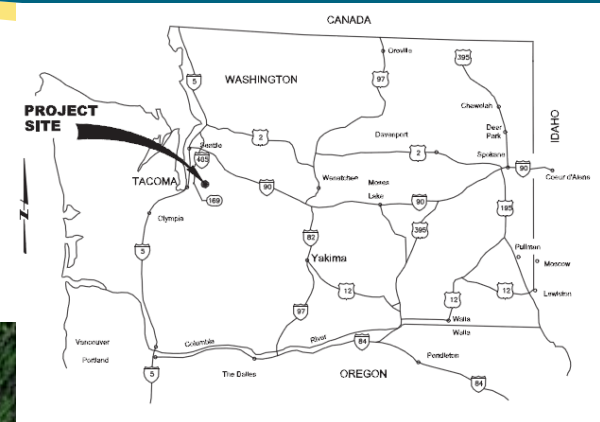 CANADA
Oroville
395
5
97
WASHINGTON
PROJECT
SITE
Chewelah
IDAHO
2
Davenport
Deer
Park
Seattle
405
2
Spokane
90
Coeur d'Alene
TACOMA
90
Wenatchee
Moses
Lake
90
169
195
N
Olympia
82
395
5
Yakima
Pullman
Moscow
12
12
12
Lewiston
97
Walla
Walla
Vancouver
Columbia
River
84
Portland
Pendleton
5
The Dalles
OREGON
84